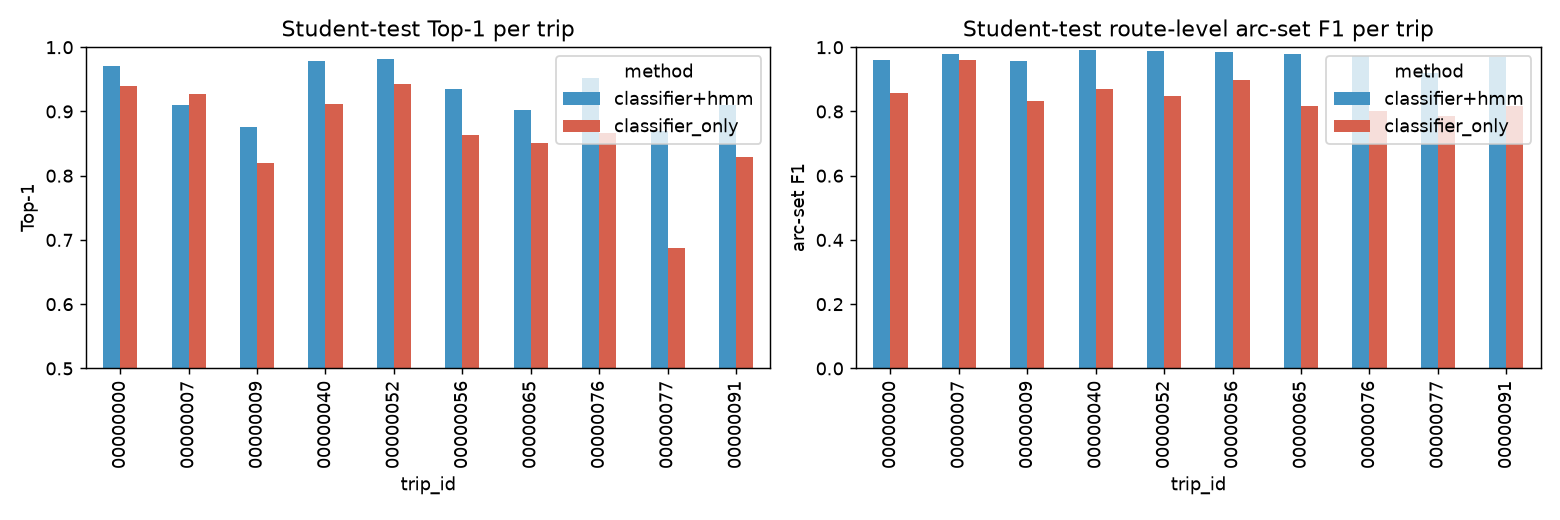 Student-test Top-1 per trip
Top-1
1.0
0.9
0.8
0.7
0.6
0.5
method
classifier+hmm
classifier_only
00000000
00000007
00000009
00000040
00000052
00000056
00000065
00000076
00000077
00000091
trip_id
Student-test route-level arc-set F1 per trip
arc-set F1
1.0
0.8
0.6
0.4
0.2
0.0
method
classifier+hmm
classifier_only
00000000
00000007
00000009
00000040
00000052
00000056
00000065
00000076
00000077
00000091
trip_id